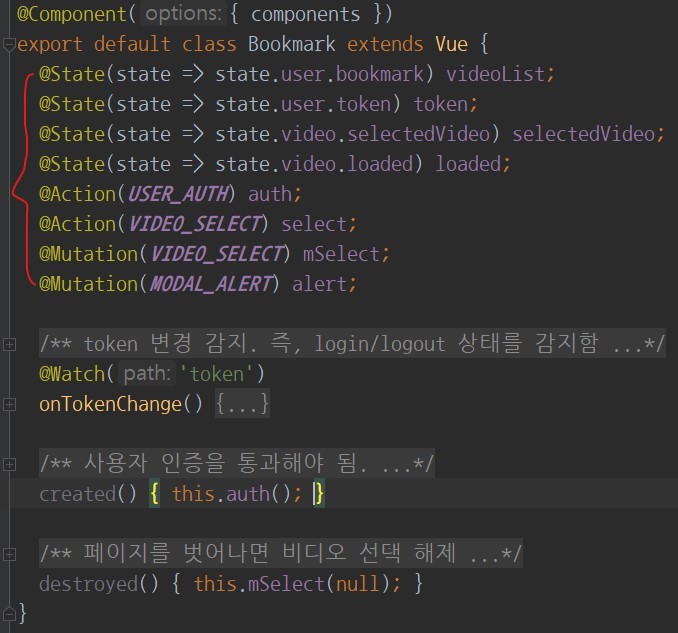 @Component( options: { components })
export default class Bookmark extends Vue {
@State(state => state.user.bookmark) videoList;
@State(state => state.user.token) token;
@State(state => state.video.selectedVideo) selectedVideo;
@State(state => state.video.loaded) loaded;
@Action(USER_AUTH) auth;
@Action(VIDEO_SELECT) select;
@Mutation(VIDEO_SELECT) mSelect;
@Mutation(MODAL_ALERT) alert;
/** token 변경 감지. 즉, login/logout 상태를 감지함 ...*/
@Watch( path: 'token')
onTokenChange() {...}
/** 사용자 인증을 통과해야 됨. ...*/
created() { this.auth(); }
/** 페이지를 벗어나면 비디오 선택 해제 ...*/
destroyed() { this.mSelect(null); }
}